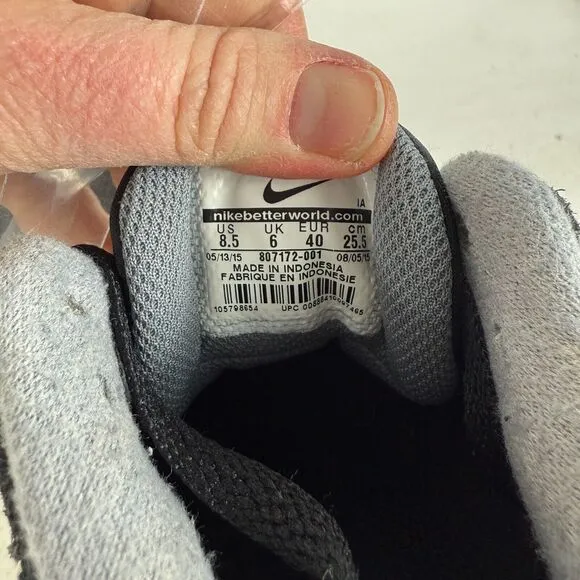 IA
nikebetterworld.com
US UK EUR cm
8.5 6 40 25.5
05/13/15 807172-001 08/05/15
MADE IN INDONESIA
FABRIQUE EN INDONESIE
105798654 UPC